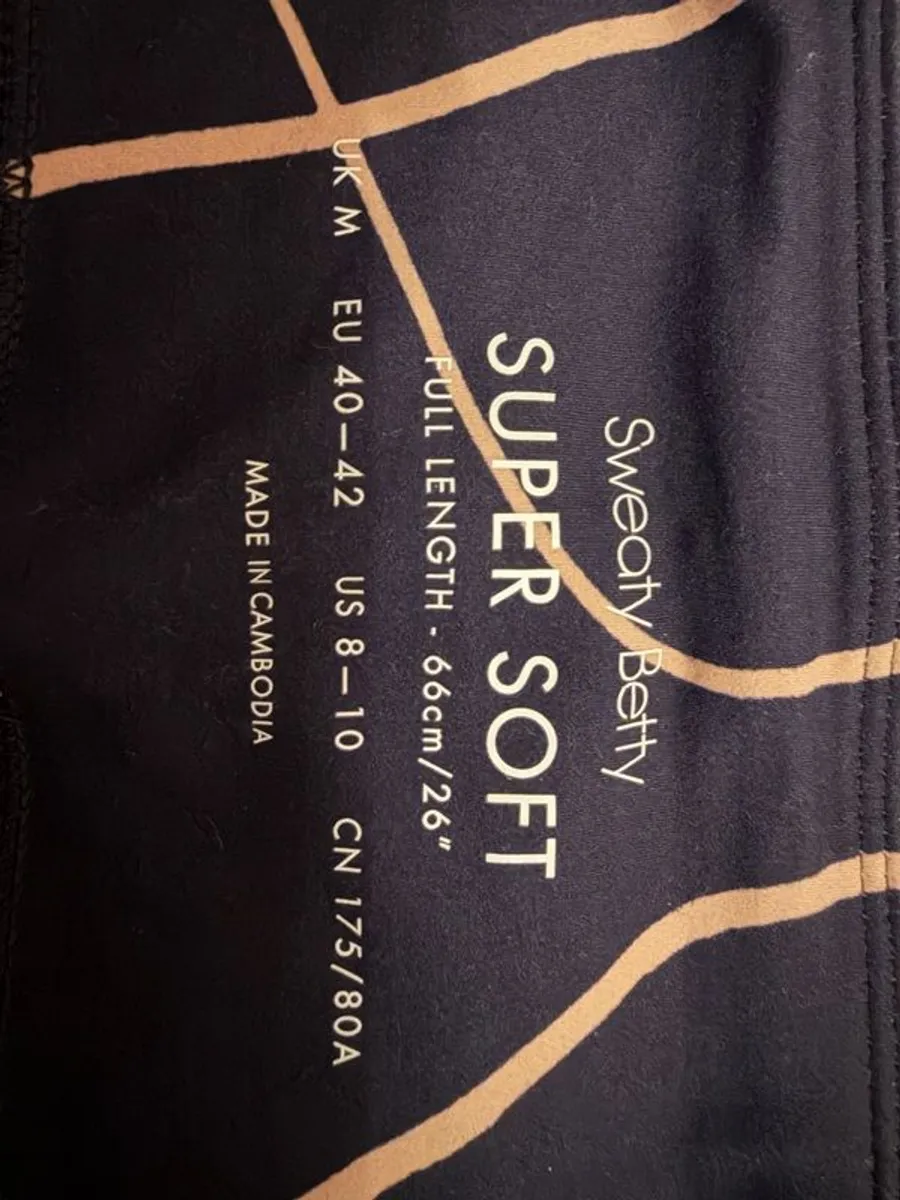 Sweaty Betty
SUPER SOFT
FULL LENGTH - 66cm/26"
UK M EU 40—42 US 8—10 CN 175/80A
MADE IN CAMBODIA